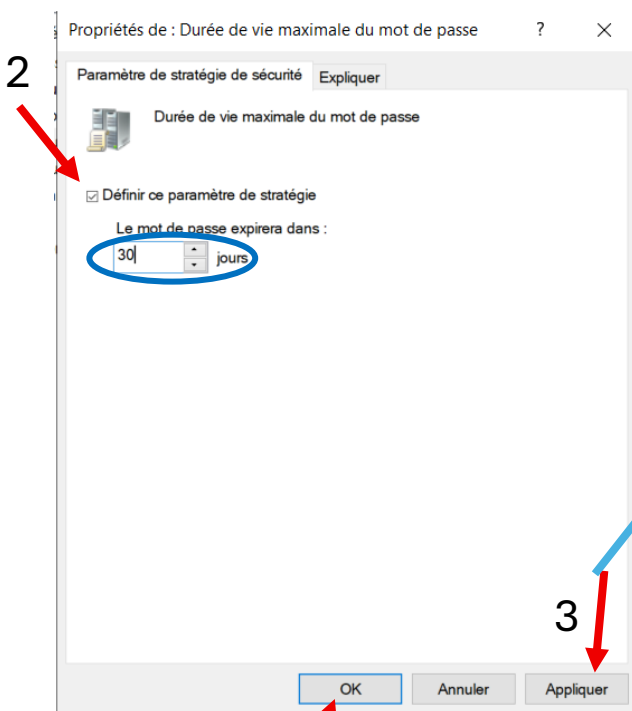 Propriétés de : Durée de vie maximale du mot de passe ?
2
Paramètre de stratégie de sécurité Expliquer
Durée de vie maximale du mot de passe
Définir ce paramètre de stratégie
Le mot de passe expirera dans :
30 jours
3
OK Annuler Appliquer